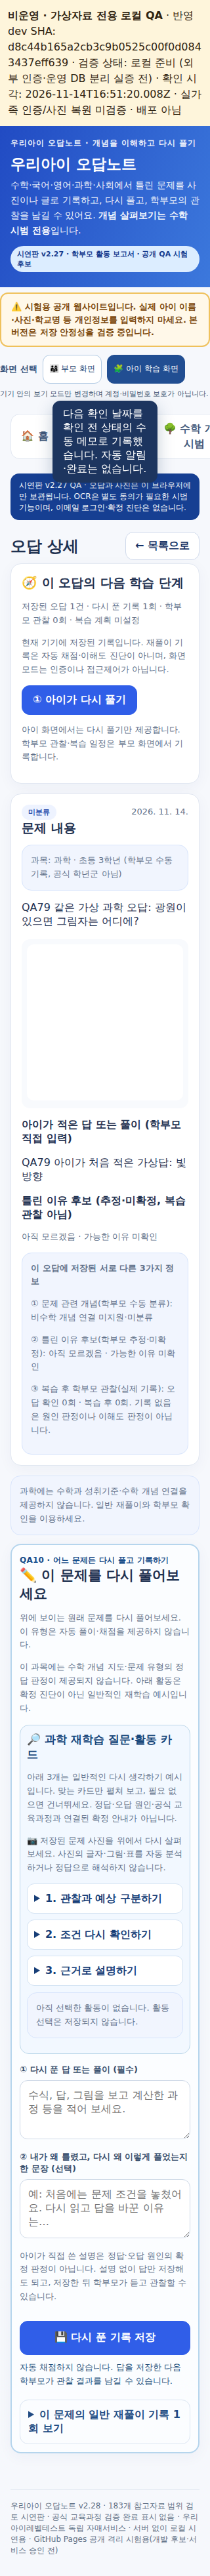 비운영 · 가상자료 전용 로컬 QA · 반영
dev SHA:
d8c44b165a2cb3c9b0525c00f0d084
3437eff639 · 검증 상태: 로컬 준비 (외
부 인증·운영 DB 분리 실증 전) · 확인 시
각: 2026-11-14T16:51:20.008Z · 실가
족 인증/사진 복원 미검증 · 배포 아님
우리아이 오답노트 · 개념을 이해하고 다시 풀기
우리아이 오답노트
수학·국어·영어·과학·사회에서 틀린 문제를 사
진이나 글로 기록하고, 다시 풀고, 학부모의 관
찰을 남길 수 있어요. 개념 살펴보기는 수학
시범 전용입니다.
시연판 v2.27 · 학부모 활동 보고서 · 공개 QA 시험
후보
⚠️ 시험용 공개 웹사이트입니다. 실제 아이 이름
·사진·학교명 등 개인정보를 입력하지 마세요. 본
버전은 저장 안정성을 검증 중입니다.
화면 선택
👨‍👩‍👧 부모 화면
🧩 아이 학습 화면
기기 안의 보기 모드만 변경하며 계정·비밀번호 보호가 아닙니다.
다음 확인 날짜를
확인 전 상태의 수
동 메모로 기록했
습니다. 자동 알림
·완료는 없습니다.
🏠 홈
🌳 수학 개
시범
시연판 v2.27 QA · 오답과 사진은 이 브라우저에
만 보관됩니다. OCR은 별도 동의가 필요한 시범
기능이며, 이메일 로그인·확정 진단은 없습니다.
오답 상세
← 목록으로
🧭 이 오답의 다음 학습 단계
저장된 오답 1건 · 다시 푼 기록 1회 · 학부
모 관찰 0회 · 복습 계획 미설정
현재 기기에 저장된 기록입니다. 재풀이 기
록은 자동 채점·이해도 진단이 아니며, 화면
모드는 인증이나 접근제어가 아닙니다.
① 아이가 다시 풀기
아이 화면에서는 다시 풀기만 제공합니다.
학부모 관찰·복습 일정은 부모 화면에서 기
록합니다.
미분류
2026. 11. 14.
문제 내용
과목: 과학 · 초등 3학년 (학부모 수동
기록, 공식 학년군 아님)
QA79 같은 가상 과학 오답: 광원이
있으면 그림자는 어디에?
아이가 적은 답 또는 풀이 (학부모
직접 입력)
QA79 아이가 처음 적은 가상답: 빛
방향
틀린 이유 후보 (추정·미확정, 복습
관찰 아님)
아직 모르겠음 · 가능한 이유 미확인
이 오답에 저장된 서로 다른 3가지 정
보
① 문제 관련 개념(학부모 수동 분류):
비수학 개념 연결 미지원·미분류
② 틀린 이유 후보(학부모 추정·미확
정): 아직 모르겠음 · 가능한 이유 미확
인
③ 복습 후 학부모 관찰(실제 기록): 오
답 확인 0회 · 복습 후 0회. 기록 없음
은 원인 판정이나 이해도 판정이 아닙
니다.
과학에는 수학과 성취기준·수학 개념 연결을
제공하지 않습니다. 일반 재풀이와 학부모 확
인을 이용하세요.
QA10 · 어느 문제든 다시 풀고 기록하기
✏️ 이 문제를 다시 풀어보
세요
위에 보이는 원래 문제를 다시 풀어보세요.
이 유형은 자동 풀이·채점을 제공하지 않습니
다.
이 과목에는 수학 개념 지도·문제 유형의 정
답 판정이 제공되지 않습니다. 아래 활동은
확정 진단이 아닌 일반적인 재학습 예시입니
다.
🔎 과학 재학습 질문·활동 카
드
아래 3개는 일반적인 다시 생각하기 예시
입니다. 맞는 카드만 펼쳐 보고, 필요 없
으면 건너뛰세요. 정답·오답 원인·공식 교
육과정과 연결된 확정 안내가 아닙니다.
📷 저장된 문제 사진을 위에서 다시 살펴
보세요. 사진의 글자·그림·표를 자동 분석
하거나 정답으로 해석하지 않습니다.
▶ 1. 관찰과 예상 구분하기
▶ 2. 조건 다시 확인하기
▶ 3. 근거로 설명하기
아직 선택한 활동이 없습니다. 활동
선택은 저장되지 않습니다.
① 다시 푼 답 또는 풀이 (필수)
수식, 답, 그림을 보고 계산한 과
정 등을 적어 보세요.
② 내가 왜 틀렸고, 다시 왜 이렇게 풀었는지
한 문장 (선택)
예: 처음에는 문제 조건을 놓쳤어
요. 다시 읽고 답을 바꾼 이유
는…
아이가 직접 쓴 설명은 정답·오답 원인의 확
정 판정이 아닙니다. 설명 없이 답만 저장해
도 되고, 저장한 뒤 학부모가 듣고 관찰할 수
있습니다.
💾 다시 푼 기록 저장
자동 채점하지 않습니다. 답을 저장한 다음
학부모가 관찰 결과를 남길 수 있습니다.
▶ 이 문제의 일반 재풀이 기록 1
회 보기
우리아이 오답노트 v2.28 · 183개 참고자료 범위 검
토 시연판 · 공식 교육과정 검증 완료 표시 없음 · 우리
아이레벨테스트 독립 자매서비스 · 서버 없이 로컬 시
연용 · GitHub Pages 공개 격리 시험용(개발 후보·서
비스 승인 전)